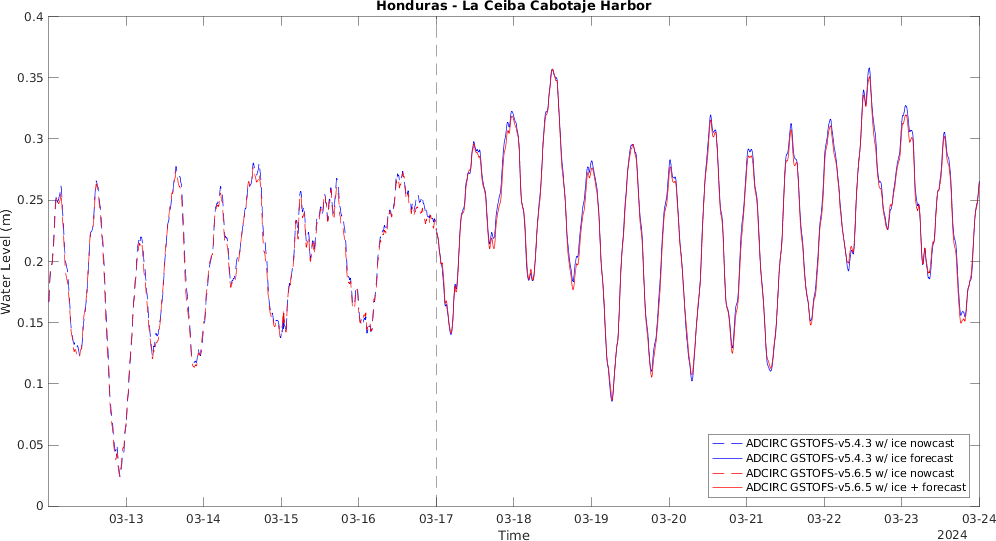 Honduras - La Ceiba Cabotaje Harbor
0.4
0.35
0.3
0.25
0.2
0.15
0.1
0.05
0
Water Level (m)
ADCIRC GSTOFS-v5.4.3 w/ ice nowcast
ADCIRC GSTOFS-v5.4.3 w/ ice forecast
ADCIRC GSTOFS-v5.6.5 w/ ice nowcast
ADCIRC GSTOFS-v5.6.5 w/ ice + forecast
03-13 03-14 03-15 03-16 03-17 03-18 03-19 03-20 03-21 03-22 03-23 03-24
Time
2024